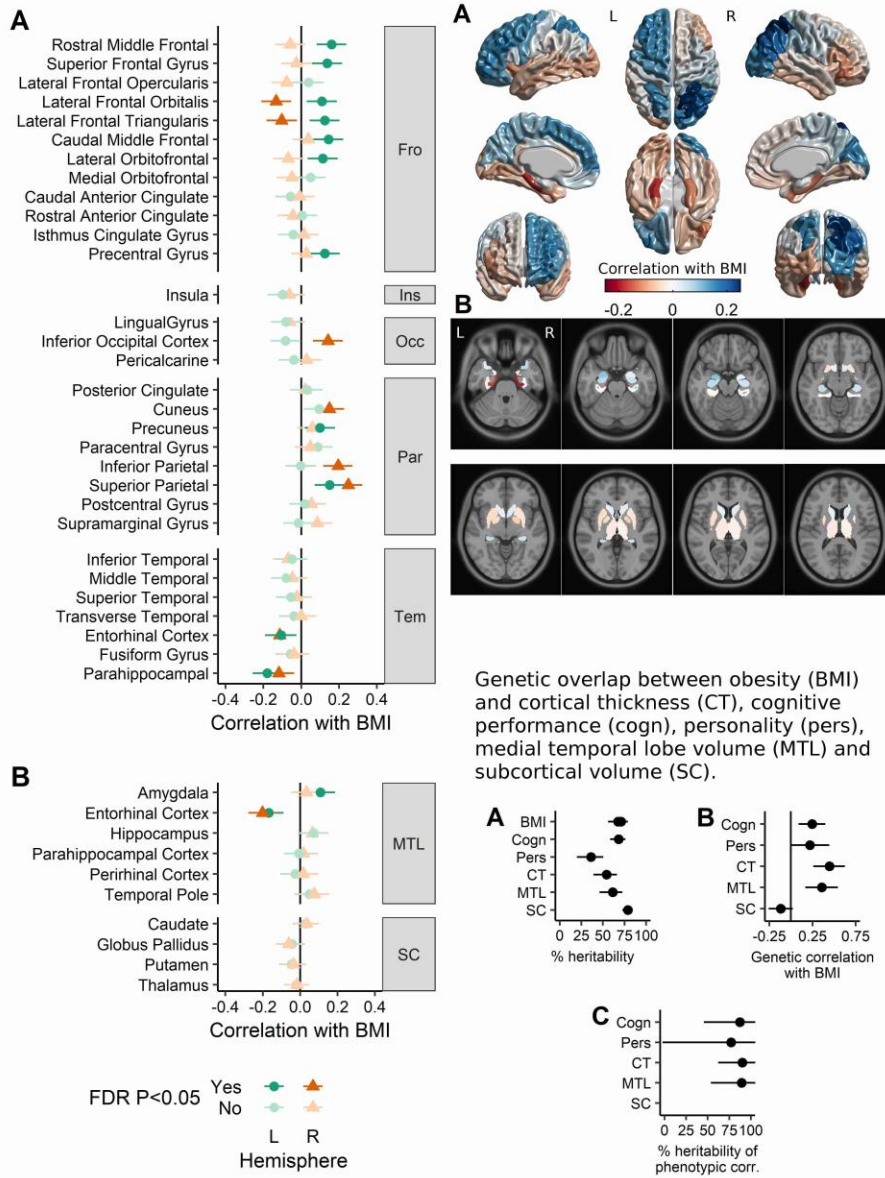 A
Rostral Middle Frontal
Superior Frontal Gyrus
Lateral Frontal Opercularis
Lateral Frontal Orbitalis
Lateral Frontal Triangularis
Caudal Middle Frontal
Lateral Orbitofrontal
Medial Orbitofrontal
Caudal Anterior Cingulate
Rostral Anterior Cingulate
Isthmus Cingulate Gyrus
Precentral Gyrus
Fro
Insula
Ins
LingualGyrus
Inferior Occipital Cortex
Pericalcarine
Occ
Posterior Cingulate
Cuneus
Precuneus
Paracentral Gyrus
Inferior Parietal
Superior Parietal
Postcentral Gyrus
Supramarginal Gyrus
Par
Inferior Temporal
Middle Temporal
Superior Temporal
Transverse Temporal
Entorhinal Cortex
Fusiform Gyrus
Parahippocampal
Tem
-0.4 -0.2 0.0 0.2 0.4
Correlation with BMI
B
Amygdala
Entorhinal Cortex
Hippocampus
Parahippocampal Cortex
Perirhinal Cortex
Temporal Pole
MTL
Caudate
Globus Pallidus
Putamen
Thalamus
SC
-0.4 -0.2 0.0 0.2 0.4
Correlation with BMI
FDR P<0.05
Yes
No
L R
Hemisphere
A
L R
Correlation with BMI
-0.2 0 0.2
B
L R
Genetic overlap between obesity (BMI)
and cortical thickness (CT), cognitive
performance (cogn), personality (pers),
medial temporal lobe volume (MTL) and
subcortical volume (SC).
A
BMI
Cogn
Pers
CT
MTL
SC
0 25 50 75 100
% heritability
B
Cogn
Pers
CT
MTL
SC
-0.25 0.25 0.75
Genetic correlation
with BMI
C
Cogn
Pers
CT
MTL
SC
0 25 50 75 100
% heritability of
phenotypic corr.